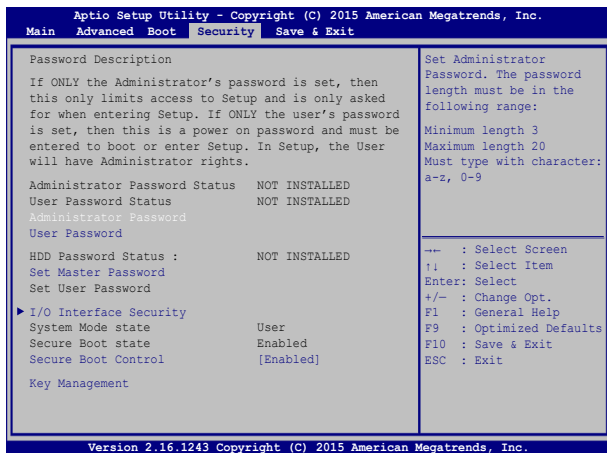 Aptio Setup Utility - Copyright (C) 2015 American Megatrends, Inc.
Main Advanced Boot Security Save & Exit
Password Description
If ONLY the Administrator's password is set, then
this only limits access to Setup and is only asked
for when entering Setup. If ONLY the user's password
is set, then this is a power on password and must be
entered to boot or enter Setup. In Setup, the User
will have Administrator rights.
Administrator Password Status NOT INSTALLED
User Password Status NOT INSTALLED
Administrator Password
User Password
HDD Password Status : NOT INSTALLED
Set Master Password
Set User Password
I/O Interface Security
System Mode state User
Secure Boot state Enabled
Secure Boot Control [Enabled]
Key Management
Set Administrator
Password. The password
length must be in the
following range:
Minimum length 3
Maximum length 20
Must type with character:
a-z, 0-9
→← : Select Screen
↑↓ : Select Item
Enter: Select
+/— : Change Opt.
F1 : General Help
F9 : Optimized Defaults
F10 : Save & Exit
ESC : Exit
Version 2.16.1243 Copyright (C) 2015 American Megatrends, Inc.